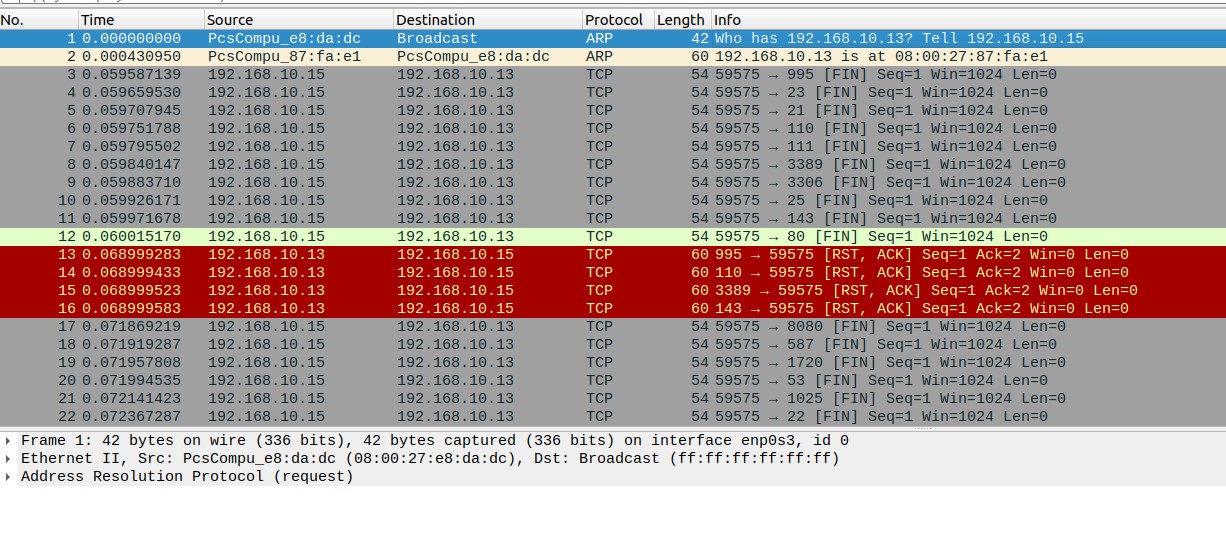 No. Time Source Destination Protocol Length Info
1 0.000000000 PcsCompu_e8:da:dc Broadcast ARP 42 Who has 192.168.10.13? Tell 192.168.10.15
2 0.000430950 PcsCompu_87:fa:e1 PcsCompu_e8:da:dc ARP 60 192.168.10.13 is at 08:00:27:87:fa:e1
3 0.059587139 192.168.10.15 192.168.10.13 TCP 54 59575 → 995 [FIN] Seq=1 Win=1024 Len=0
4 0.059659530 192.168.10.15 192.168.10.13 TCP 54 59575 → 23 [FIN] Seq=1 Win=1024 Len=0
5 0.059707945 192.168.10.15 192.168.10.13 TCP 54 59575 → 21 [FIN] Seq=1 Win=1024 Len=0
6 0.059751788 192.168.10.15 192.168.10.13 TCP 54 59575 → 110 [FIN] Seq=1 Win=1024 Len=0
7 0.059795502 192.168.10.15 192.168.10.13 TCP 54 59575 → 111 [FIN] Seq=1 Win=1024 Len=0
8 0.059840147 192.168.10.15 192.168.10.13 TCP 54 59575 → 3389 [FIN] Seq=1 Win=1024 Len=0
9 0.059883710 192.168.10.15 192.168.10.13 TCP 54 59575 → 3306 [FIN] Seq=1 Win=1024 Len=0
10 0.059926171 192.168.10.15 192.168.10.13 TCP 54 59575 → 25 [FIN] Seq=1 Win=1024 Len=0
11 0.059971678 192.168.10.15 192.168.10.13 TCP 54 59575 → 143 [FIN] Seq=1 Win=1024 Len=0
12 0.060015170 192.168.10.15 192.168.10.13 TCP 54 59575 → 80 [FIN] Seq=1 Win=1024 Len=0
13 0.068999283 192.168.10.13 192.168.10.15 TCP 60 995 → 59575 [RST, ACK] Seq=1 Ack=2 Win=0 Len=0
14 0.068999433 192.168.10.13 192.168.10.15 TCP 60 110 → 59575 [RST, ACK] Seq=1 Ack=2 Win=0 Len=0
15 0.068999523 192.168.10.13 192.168.10.15 TCP 60 3389 → 59575 [RST, ACK] Seq=1 Ack=2 Win=0 Len=0
16 0.068999583 192.168.10.13 192.168.10.15 TCP 60 143 → 59575 [RST, ACK] Seq=1 Ack=2 Win=0 Len=0
17 0.071869219 192.168.10.15 192.168.10.13 TCP 54 59575 → 8080 [FIN] Seq=1 Win=1024 Len=0
18 0.071919287 192.168.10.15 192.168.10.13 TCP 54 59575 → 587 [FIN] Seq=1 Win=1024 Len=0
19 0.071957808 192.168.10.15 192.168.10.13 TCP 54 59575 → 1720 [FIN] Seq=1 Win=1024 Len=0
20 0.071994535 192.168.10.15 192.168.10.13 TCP 54 59575 → 53 [FIN] Seq=1 Win=1024 Len=0
21 0.072141423 192.168.10.15 192.168.10.13 TCP 54 59575 → 1025 [FIN] Seq=1 Win=1024 Len=0
22 0.072367287 192.168.10.15 192.168.10.13 TCP 54 59575 → 22 [FIN] Seq=1 Win=1024 Len=0
Frame 1: 42 bytes on wire (336 bits), 42 bytes captured (336 bits) on interface enp0s3, id 0
Ethernet II, Src: PcsCompu_e8:da:dc (08:00:27:e8:da:dc), Dst: Broadcast (ff:ff:ff:ff:ff:ff)
Address Resolution Protocol (request)